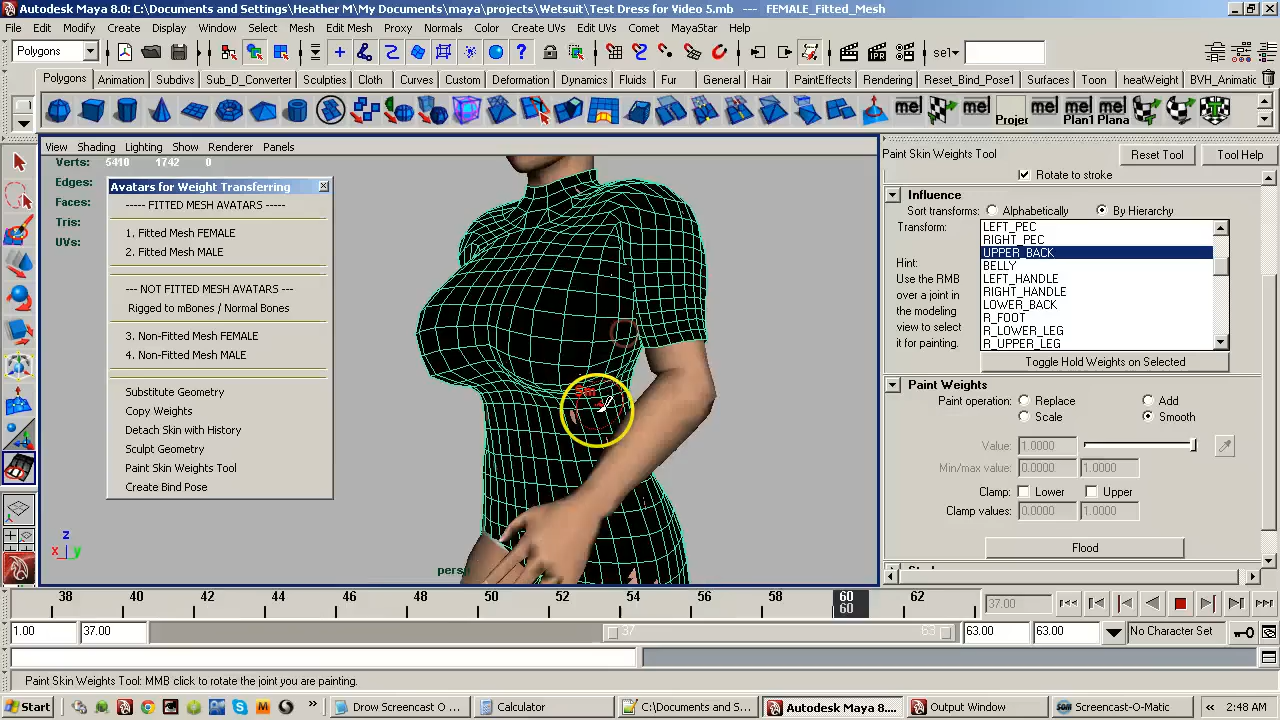 Autodesk Maya 8.0: C:\Documents and Settings\Heather M\My Documents\maya\projects\Wetsuit\Test Dress for Video 5.mb --- FEMALE_Fitted_Mesh
File Edit Modify Create Display Window Select Mesh Edit Mesh Proxy Normals Color Create UVs Edit UVs Comet MayaStar Help
Polygons sel
Polygons Animation Subdivs Sub_D_Converter Sculpties Cloth Curves Custom Deformation Dynamics Fluids Fur General Hair PaintEffects Rendering Reset_Bind_Pose1 Surfaces Toon heatWeight BVH_Animatic
mel mel Projec mel mel mel
Plan1 Plana
View Shading Lighting Show Renderer Panels
Verts: 5410 1742 0
Edges:
Faces:
Tris:
UVs:
Avatars for Weight Transferring
----- FITTED MESH AVATARS -----
1. Fitted Mesh FEMALE
2. Fitted Mesh MALE
--- NOT FITTED MESH AVATARS ---
Rigged to mBones / Normal Bones
3. Non-Fitted Mesh FEMALE
4. Non-Fitted Mesh MALE
Substitute Geometry
Copy Weights
Detach Skin with History
Sculpt Geometry
Paint Skin Weights Tool
Create Bind Pose
Sm
z
x y
pers
Paint Skin Weights Tool Reset Tool Tool Help
Rotate to stroke
Influence
Sort transforms: Alphabetically By Hierarchy
Transform:
LEFT_PEC
RIGHT_PEC
UPPER_BACK
BELLY
LEFT_HANDLE
RIGHT_HANDLE
LOWER_BACK
R_FOOT
R_LOWER_LEG
R_UPPER_LEG
Hint:
Use the RMB
over a joint in
the modeling
view to select
it for painting.
Toggle Hold Weights on Selected
Paint Weights
Paint operation: Replace Add
Scale Smooth
Value: 1.0000
Min/max value: 0.0000 1.0000
Clamp: Lower Upper
Clamp values: 0.0000 1.0000
Flood
38 40 42 44 46 48 50 52 54 56 58 60 62
60
37.00
1.00 37.00 37 63 63.00 63.00 No Character Set
Paint Skin Weights Tool: MMB click to rotate the joint you are painting.
Start Drow Screencast O ... Calculator C:\Documents and S... Autodesk Maya 8.... Output Window Screencast-O-Matic 2:48 AM